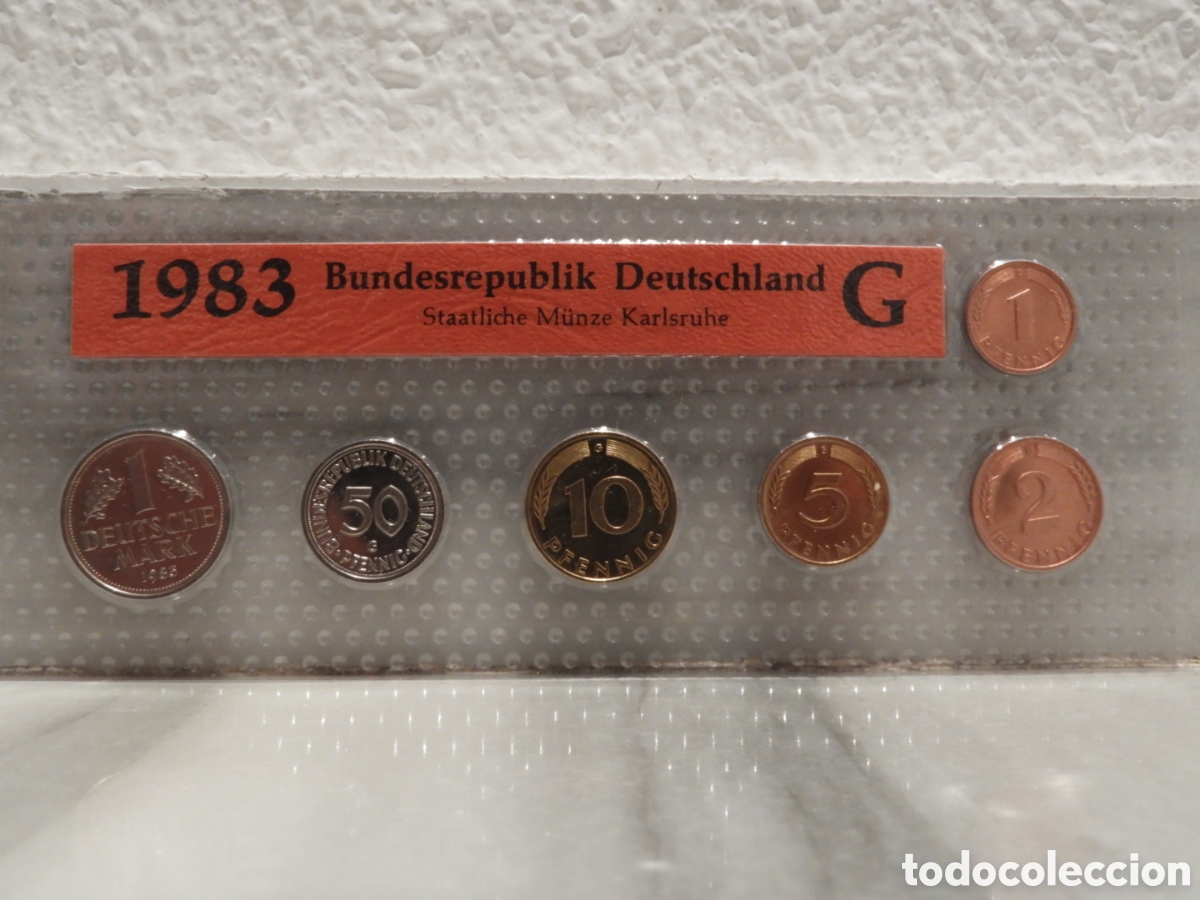 1983 Bundesrepublik Deutschland G
Staatliche Münze Karlsruhe
1
PFENNIG
1
DEUTSCHE
MARK
1983
BUNDESREPUBLIK DEUTSCHLAND
50
G
PFENNIG
G
10
PFENNIG
5
PFENNIG
2
PFENNIG
todocoleccion